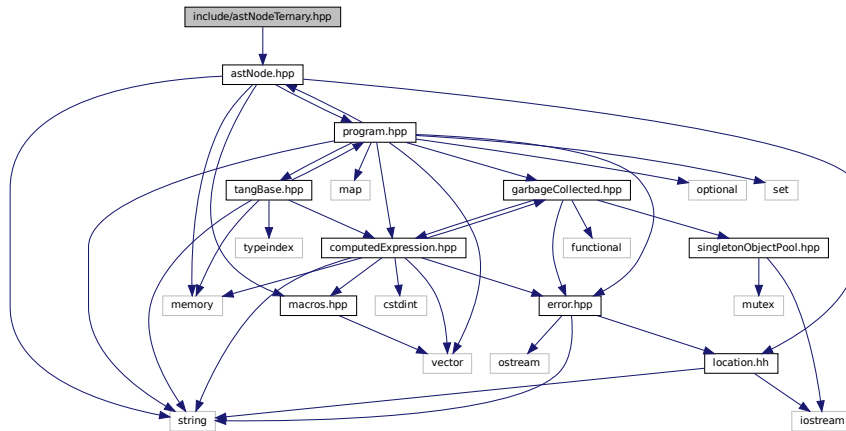 include/astNodeTernary.hpp
astNode.hpp
program.hpp
tangBase.hpp
map
garbageCollected.hpp
optional
set
typeindex
computedExpression.hpp
functional
singletonObjectPool.hpp
memory
macros.hpp
cstdint
error.hpp
mutex
vector
ostream
location.hh
string
iostream